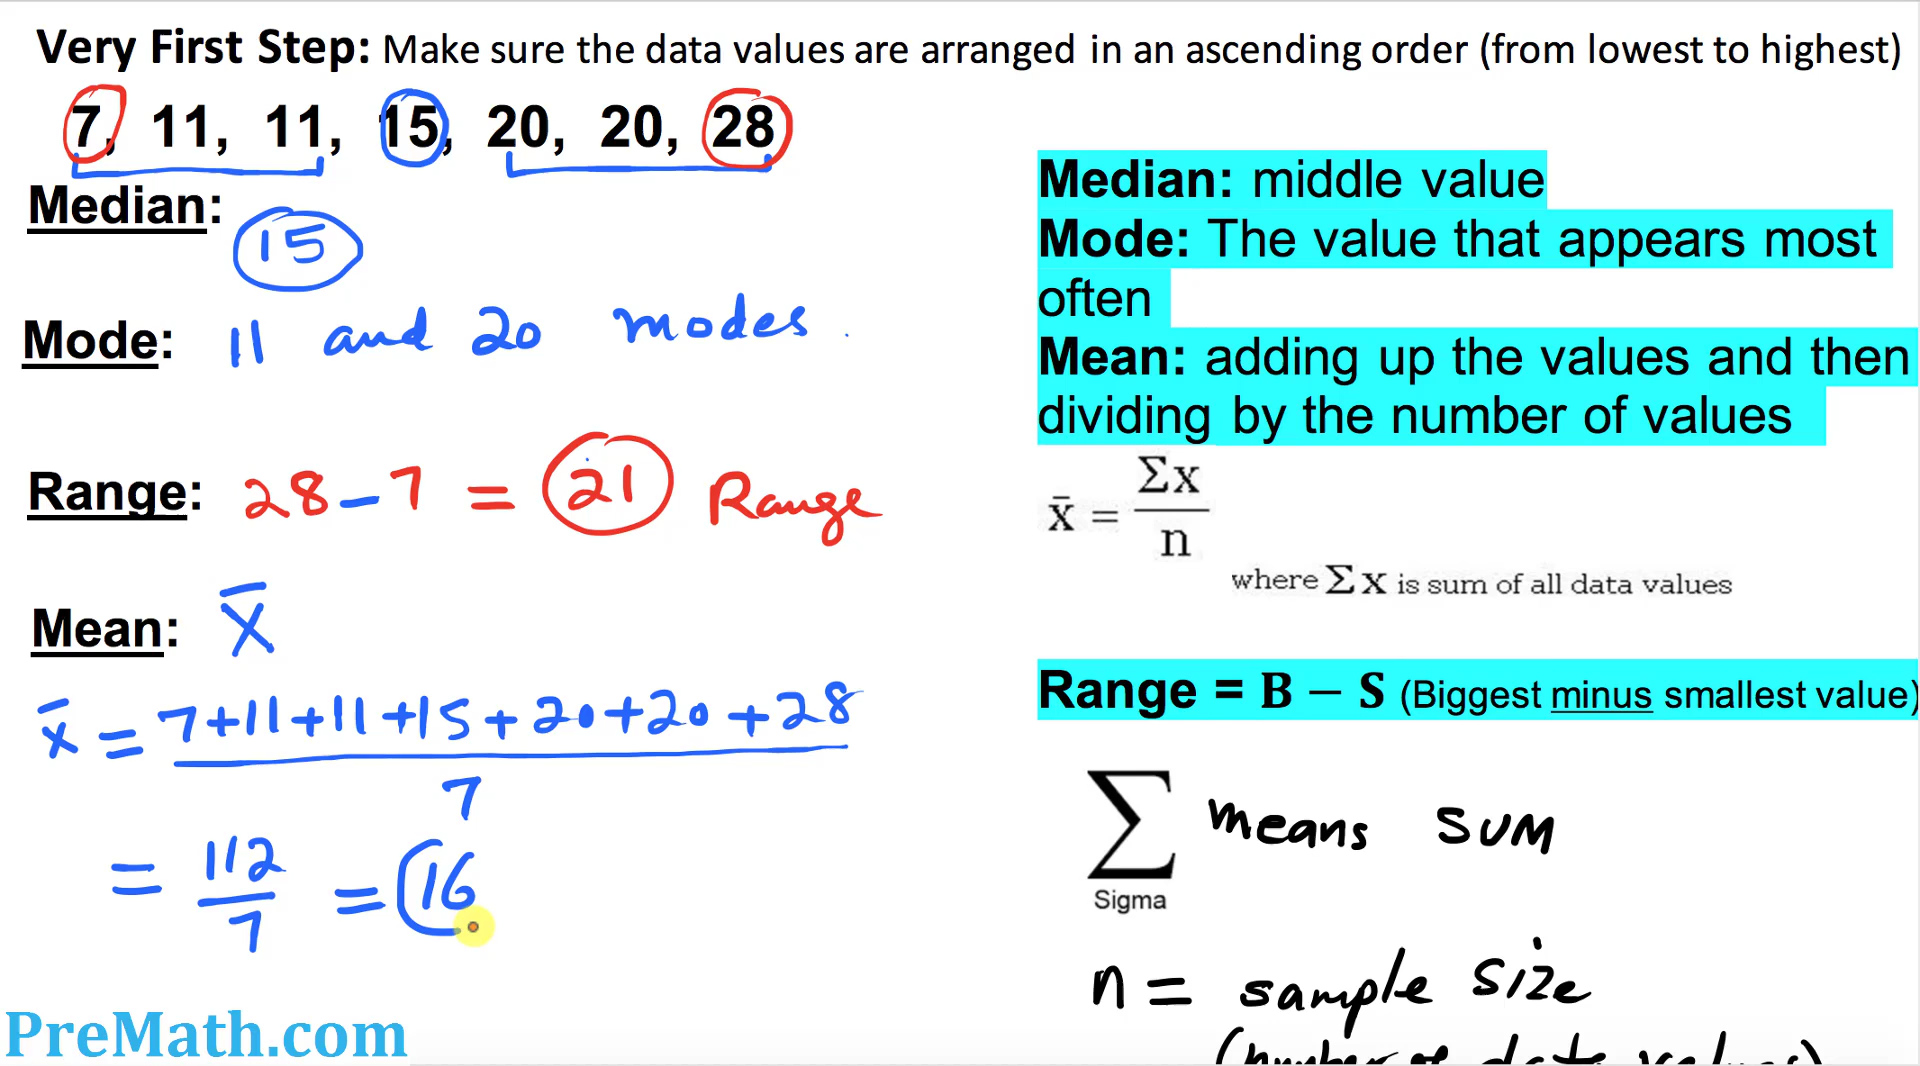 Very First Step: Make sure the data values are arranged in an ascending order (from lowest to highest)
7, 11, 11, 15, 20, 20, 28
Median:
15
Mode: 11 and 20 modes.
Range: 28-7 = 21 Range
Mean: X̄
x̄ = 7+11+11+15+20+20+28
7
= 112/7 = 16
PreMath.com
Median: middle value
Mode: The value that appears most
often
Mean: adding up the values and then
dividing by the number of values
x̄ = Σx
n
where Σx is sum of all data values
Range = B – S (Biggest minus smallest value)
Σ means SUM
Sigma
n = sample size
(number of data values)